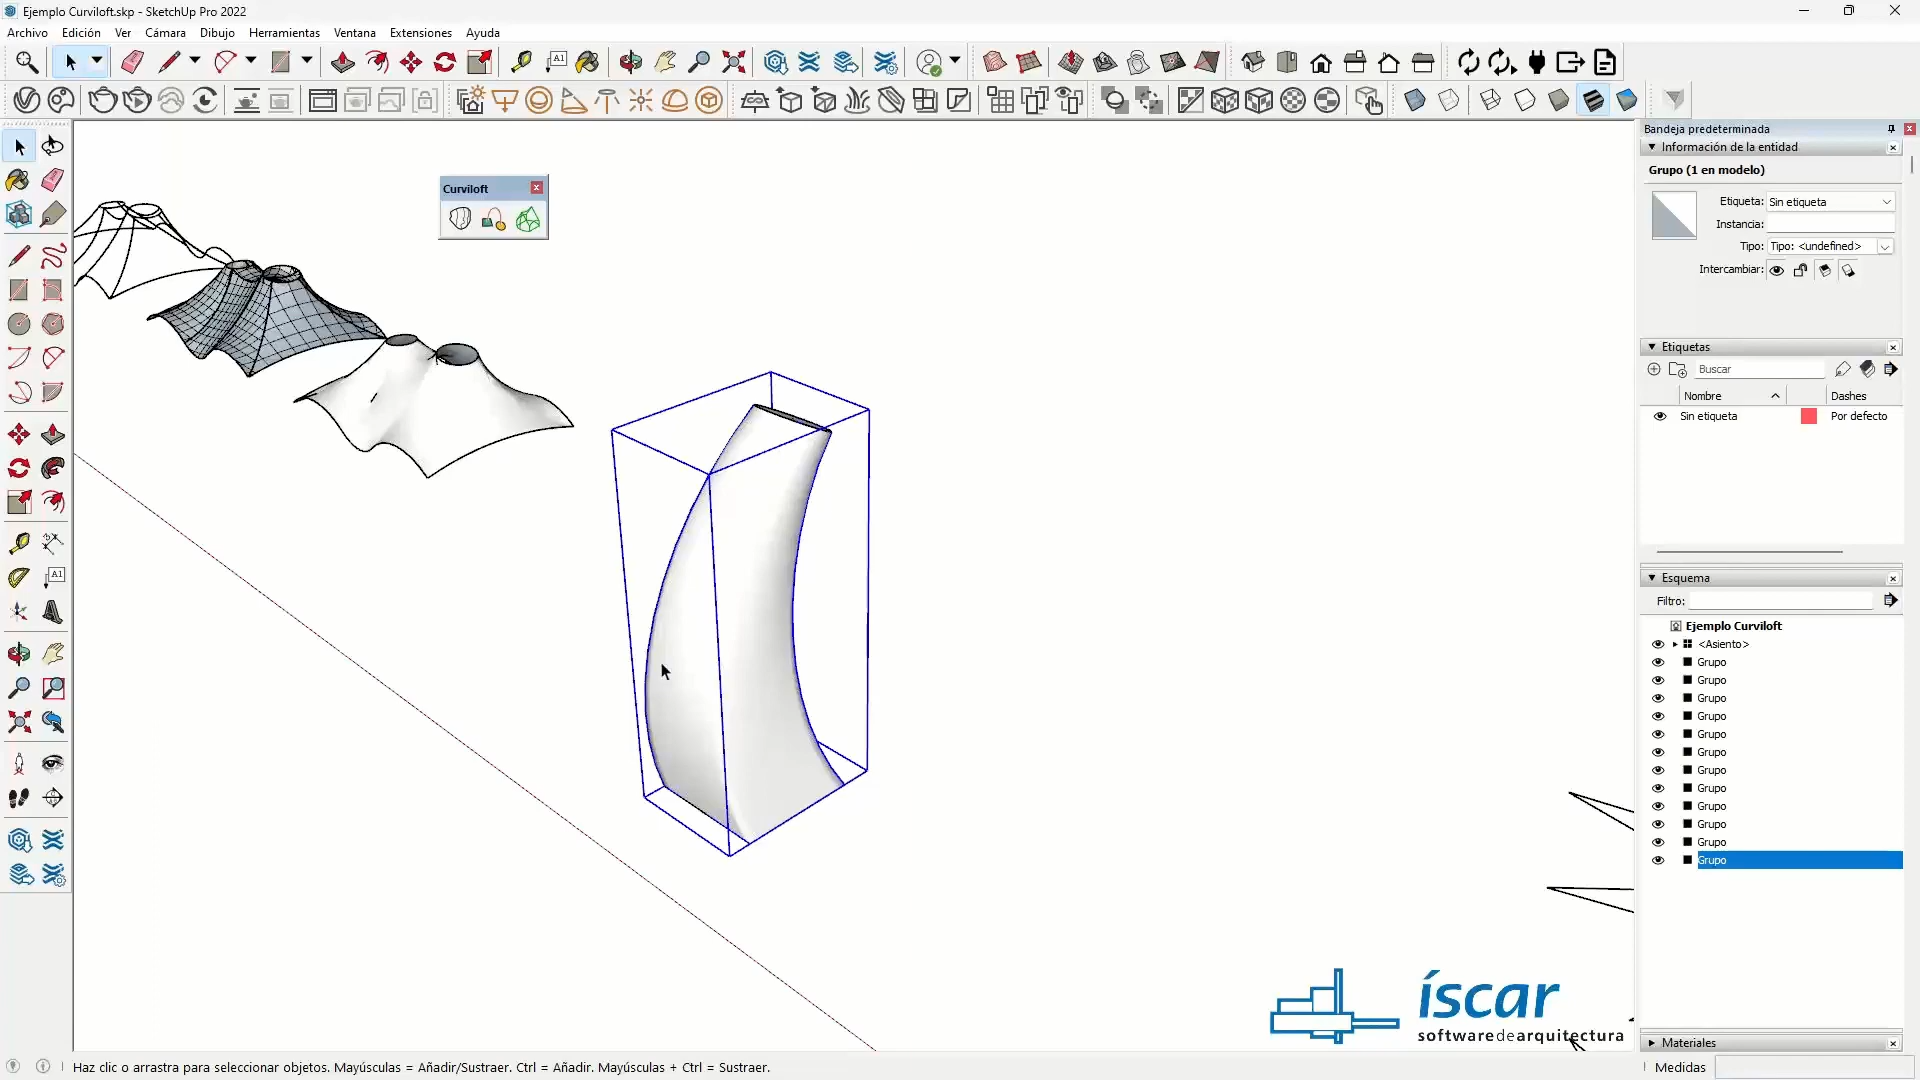 Ejemplo Curviloft.skp - SketchUp Pro 2022
Archivo Edición Ver Cámara Dibujo Herramientas Ventana Extensiones Ayuda
Curviloft
Bandeja predeterminada
Información de la entidad
Grupo (1 en modelo)
Etiqueta: Sin etiqueta
Instancia:
Tipo: Tipo: <undefined>
Intercambiar:
Etiquetas
Buscar
Nombre Dashes
Sin etiqueta Por defecto
Esquema
Filtro:
Ejemplo Curviloft
<Asiento>
Grupo
Grupo
Grupo
Grupo
Grupo
Grupo
Grupo
Grupo
Grupo
Grupo
Grupo
Grupo
íscar
softwaredearquitectura
Materiales
Haz clic o arrastra para seleccionar objetos. Mayúsculas = Añadir/Sustraer. Ctrl = Añadir. Mayúsculas + Ctrl = Sustraer.
Medidas